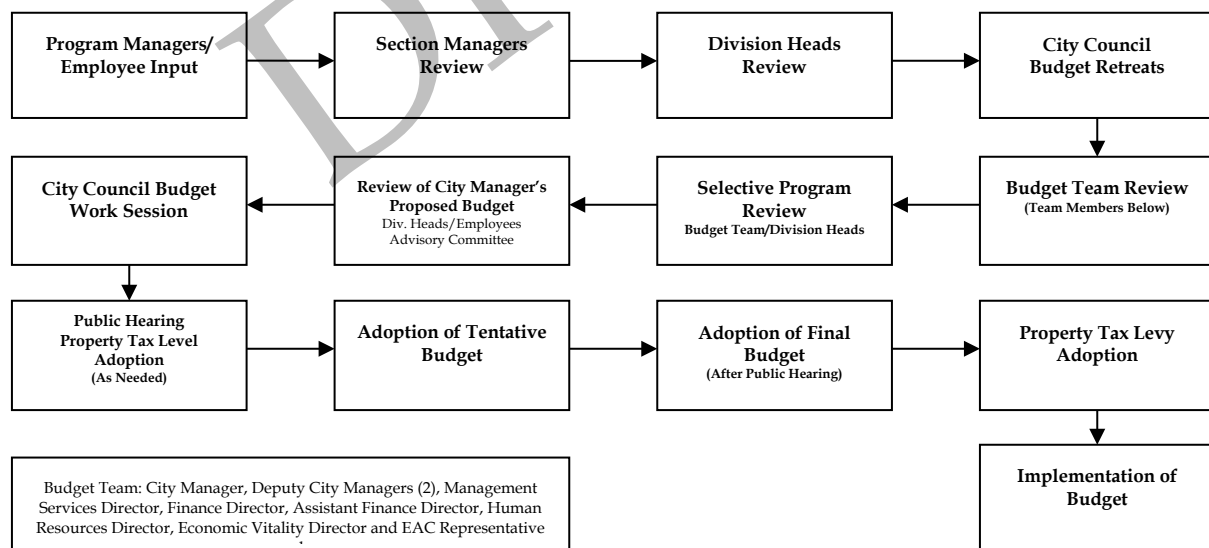 Program Managers/
Employee Input
Section Managers
Review
Division Heads
Review
City Council
Budget Retreats
Budget Team Review
(Team Members Below)
Selective Program
Review
Budget Team/Division Heads
Review of City Manager's
Proposed Budget
Div. Heads/Employees
Advisory Committee
City Council Budget
Work Session
Public Hearing
Property Tax Level
Adoption
(As Needed)
Adoption of Tentative
Budget
Adoption of Final
Budget
(After Public Hearing)
Property Tax Levy
Adoption
Implementation of
Budget
Budget Team: City Manager, Deputy City Managers (2), Management
Services Director, Finance Director, Assistant Finance Director, Human
Resources Director, Economic Vitality Director and EAC Representative